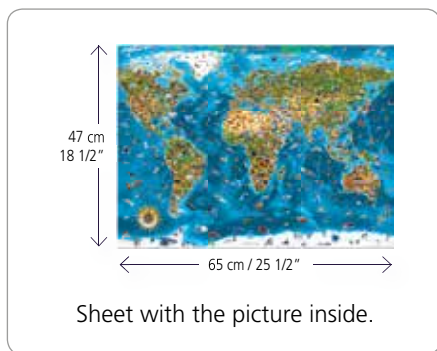 47 cm
18 1/2”
65 cm / 25 1/2”
Sheet with the picture inside.